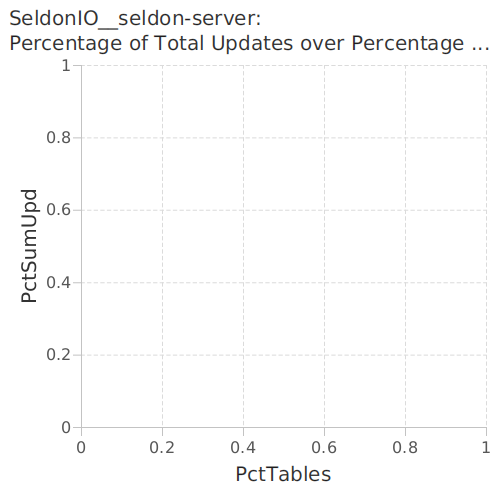 SeldonIO__seldon-server:
Percentage of Total Updates over Percentage ...
1
0.8
0.6
0.4
0.2
0
PctSumUpd
0 0.2 0.4 0.6 0.8 1
PctTables